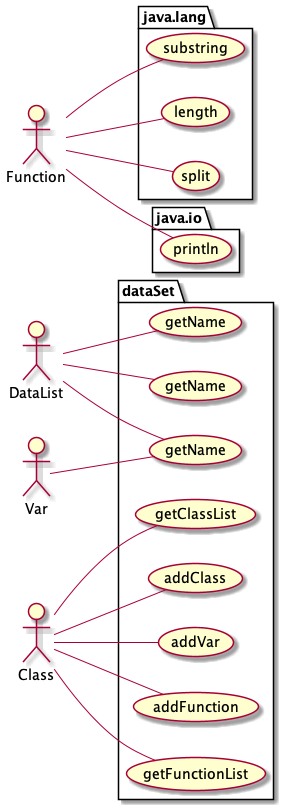 java.lang
substring
length
Function
split
java.io
println
dataSet
getName
DataList
getName
getName
Var
getClassList
addClass
addVar
Class
addFunction
getFunctionList